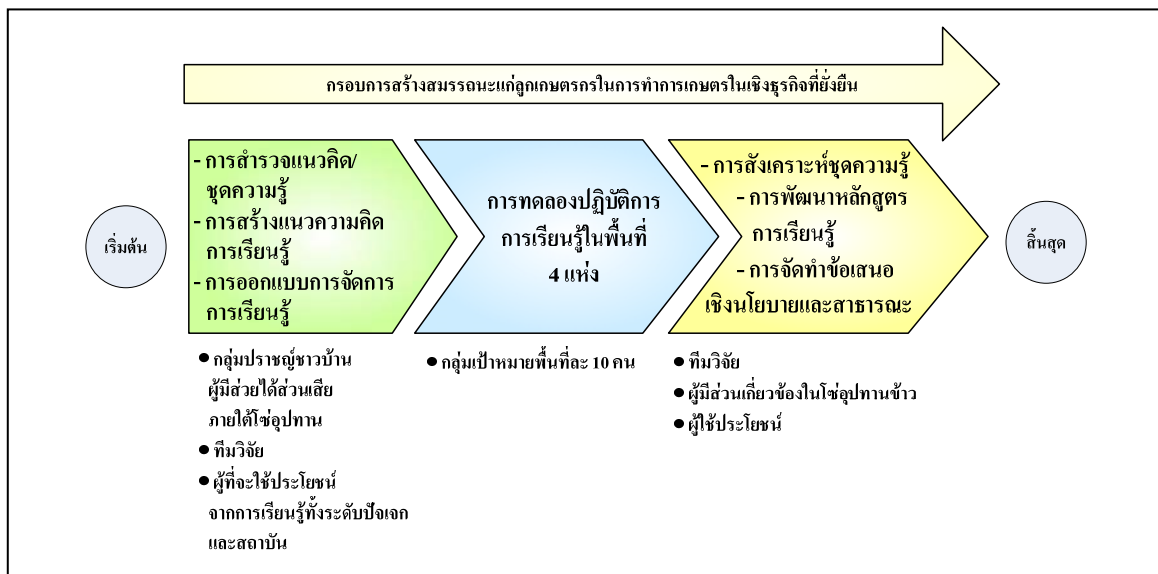 กรอบการสร้างสมรรถนะแก่ลูกเกษตรกรในการทำการเกษตรในเชิงธุรกิจที่ยั่งยืน
เริ่มต้น
- การสำรวจแนวคิด/
ชุดความรู้
- การสร้างแนวความคิด
การเรียนรู้
- การออกแบบการจัดการ
การเรียนรู้
การทดลองปฏิบัติการ
การเรียนรู้ในพื้นที่
4 แห่ง
- การสังเคราะห์ชุดความรู้
- การพัฒนาหลักสูตร
การเรียนรู้
- การจัดทำข้อเสนอ
เชิงนโยบายและสาธารณะ
สิ้นสุด
● กลุ่มปราชญ์ชาวบ้าน
ผู้มีส่วยได้ส่วนเสีย
ภายใต้โซ่อุปทาน
● ทีมวิจัย
● ผู้ที่จะใช้ประโยชน์
จากการเรียนรู้ทั้งระดับปัจเจก
และสถาบัน
● กลุ่มเป้าหมายพื้นที่ละ 10 คน
● ทีมวิจัย
● ผู้มีส่วนเกี่ยวข้องในโซ่อุปทานข้าว
● ผู้ใช้ประโยชน์